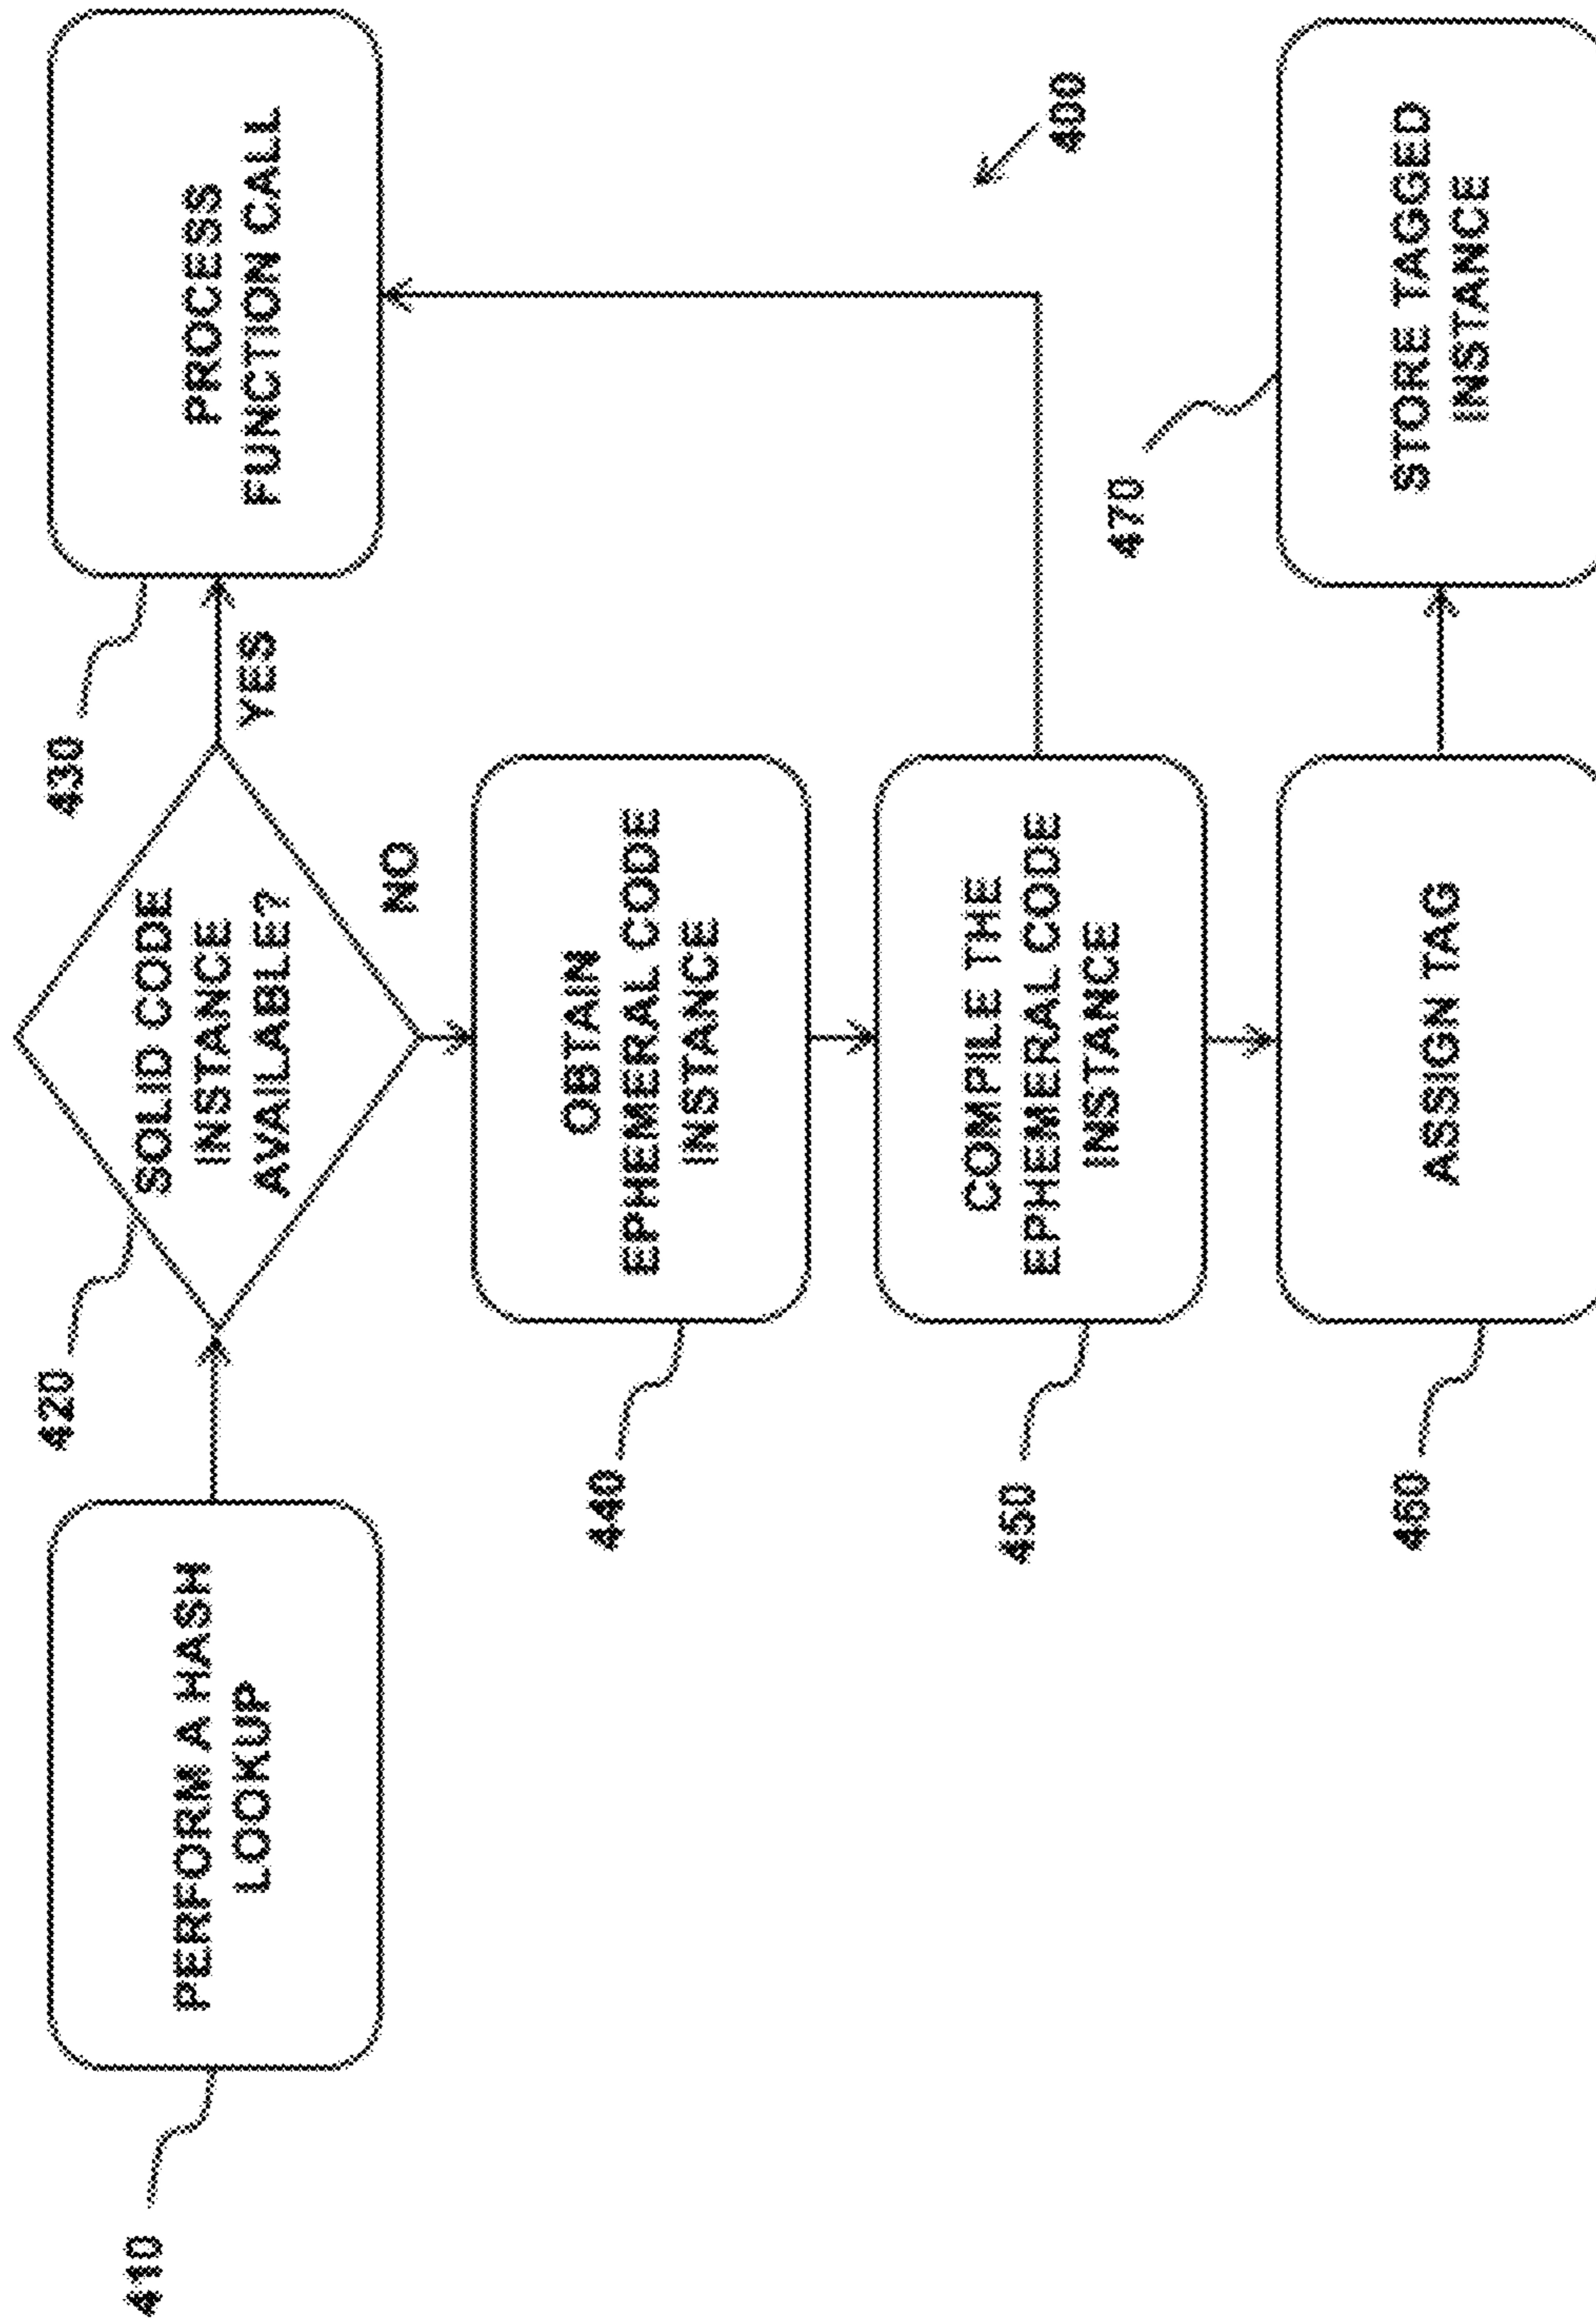 410
PERFORM A HASH
LOOKUP
420
SOLID CODE
INSTANCE
AVAILABLE?
YES
NO
430
PROCESS
FUNCTION CALL
440
OBTAIN
EPHEMERAL CODE
INSTANCE
450
COMPILE THE
EPHEMERAL CODE
INSTANCE
400
460
ASSIGN TAG
470
STORE TAGGED
INSTANCE